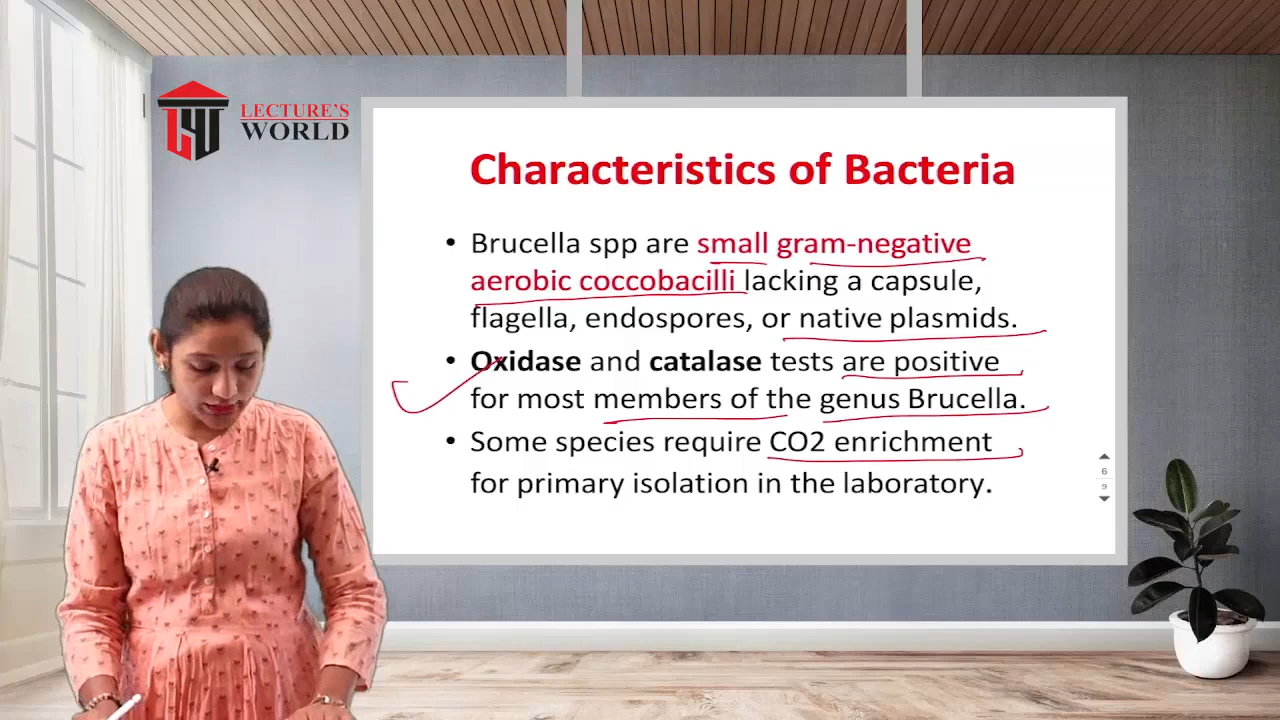 LECTURE'S
WORLD
Characteristics of Bacteria
• Brucella spp are small gram-negative
aerobic coccobacilli lacking a capsule,
flagella, endospores, or native plasmids.
• Oxidase and catalase tests are positive
for most members of the genus Brucella.
• Some species require CO2 enrichment
for primary isolation in the laboratory.
6
9